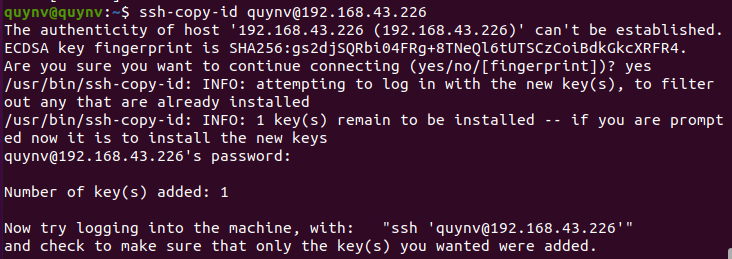 quynv@quynv:~$ ssh-copy-id quynv@192.168.43.226
The authenticity of host '192.168.43.226 (192.168.43.226)' can't be established.
ECDSA key fingerprint is SHA256:gs2djSQRbi04FRg+8TNeQl6tUTSCzCoiBdkGkcXRFR4.
Are you sure you want to continue connecting (yes/no/[fingerprint])? yes
/usr/bin/ssh-copy-id: INFO: attempting to log in with the new key(s), to filter
out any that are already installed
/usr/bin/ssh-copy-id: INFO: 1 key(s) remain to be installed -- if you are prompt
ed now it is to install the new keys
quynv@192.168.43.226's password:
Number of key(s) added: 1
Now try logging into the machine, with:   "ssh 'quynv@192.168.43.226'"
and check to make sure that only the key(s) you wanted were added.